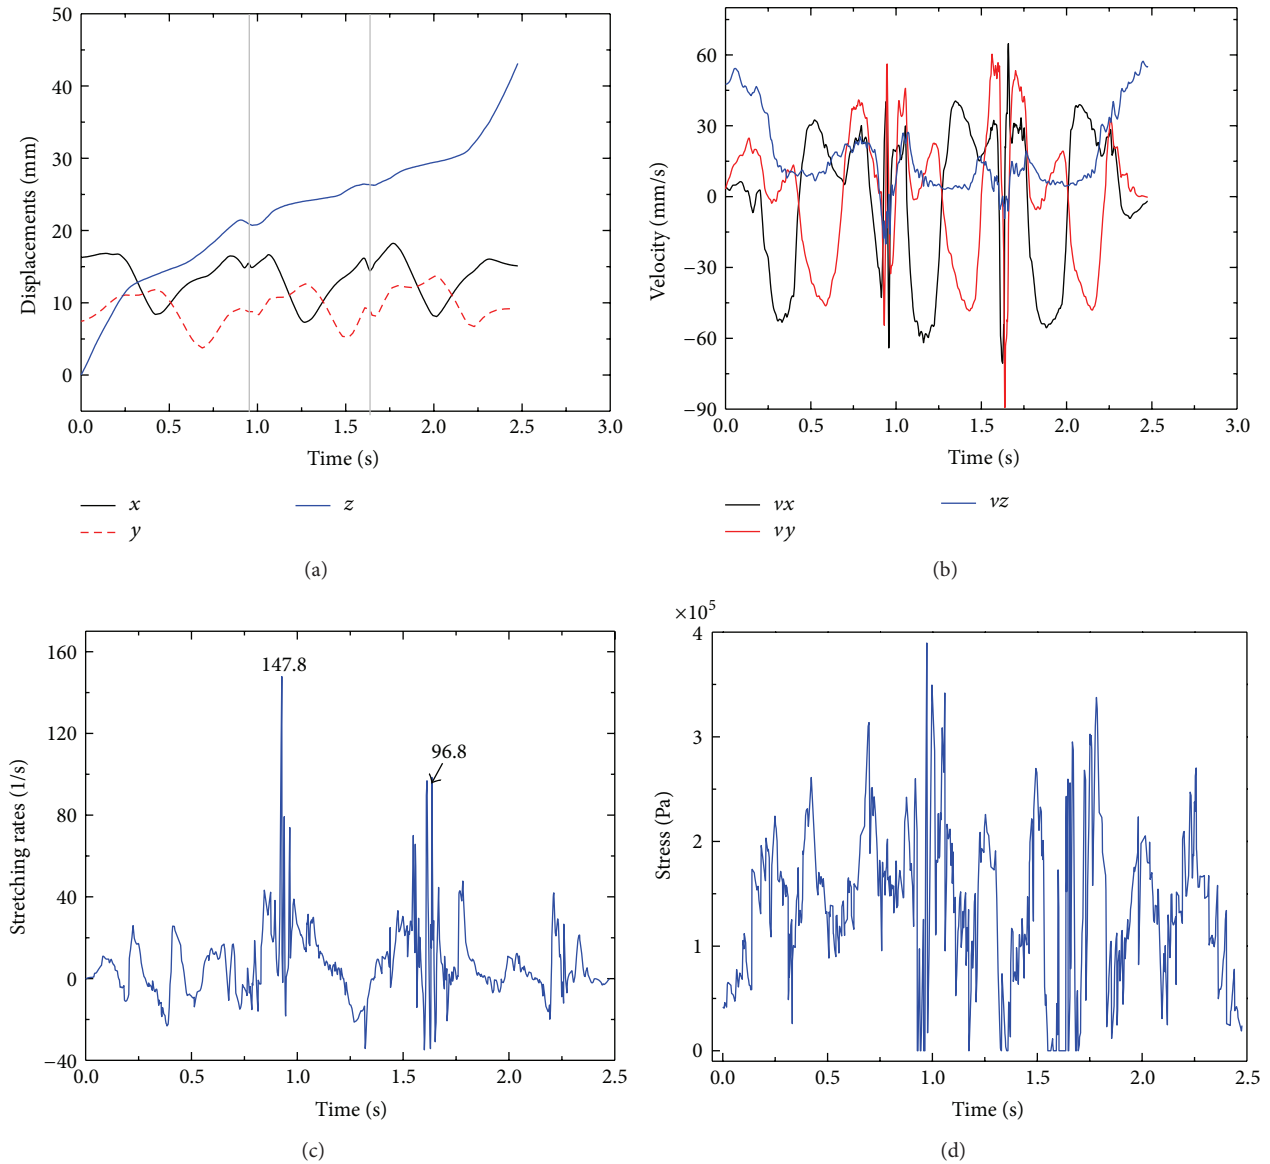 50
40
30
20
10
0
Displacements (mm)
0.0 0.5 1.0 1.5 2.0 2.5 3.0
Time (s)
x
y
z
(a)
60
30
0
−30
−60
−90
Velocity (mm/s)
0.0 0.5 1.0 1.5 2.0 2.5 3.0
Time (s)
vx
vy
vz
(b)
160
120
80
40
0
−40
Stretching rates (1/s)
147.8
96.8
0.0 0.5 1.0 1.5 2.0 2.5
Time (s)
(c)
×10⁵
4
3
2
1
0
Stress (Pa)
0.0 0.5 1.0 1.5 2.0 2.5
Time (s)
(d)